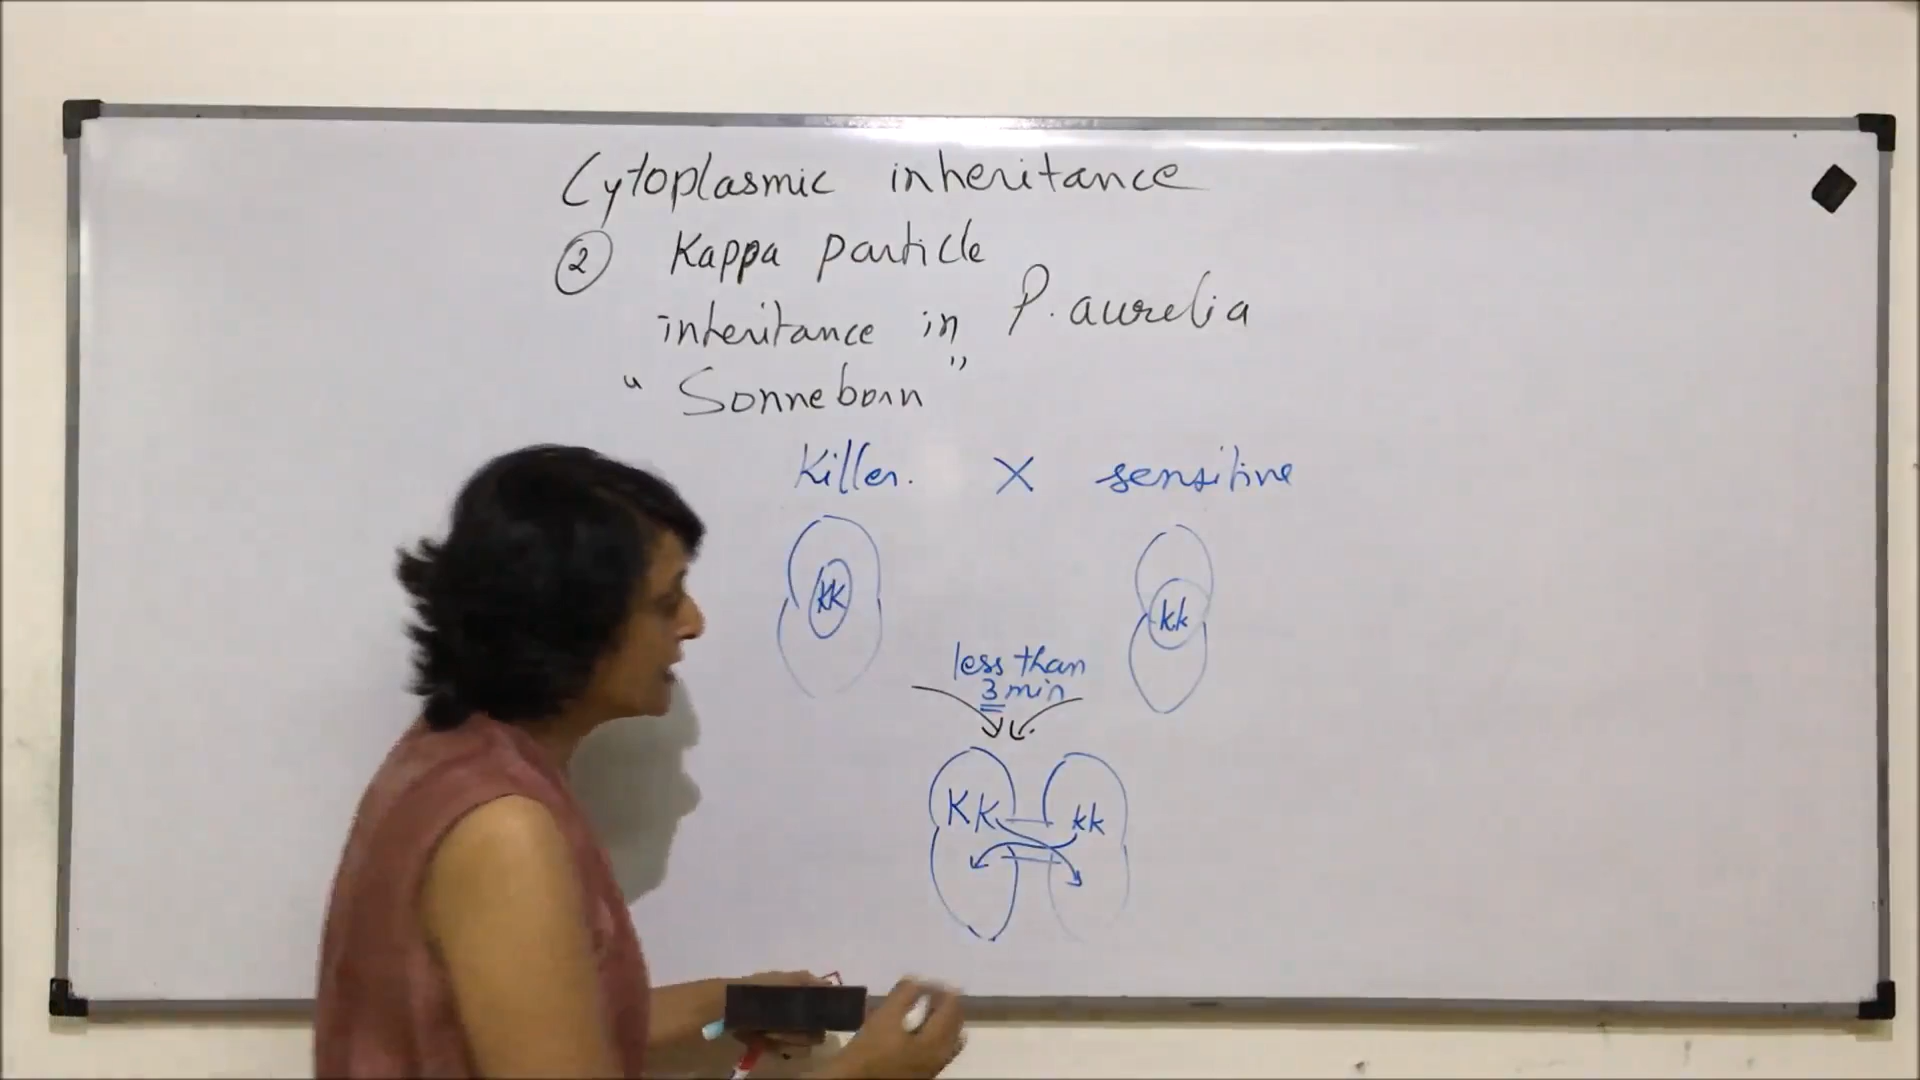 Cytoplasmic inheritance
② Kappa particle
inheritance in P. aurelia
"Sonneborn"
Killer. X sensitive
KK kk
less than
3 min
KK kk